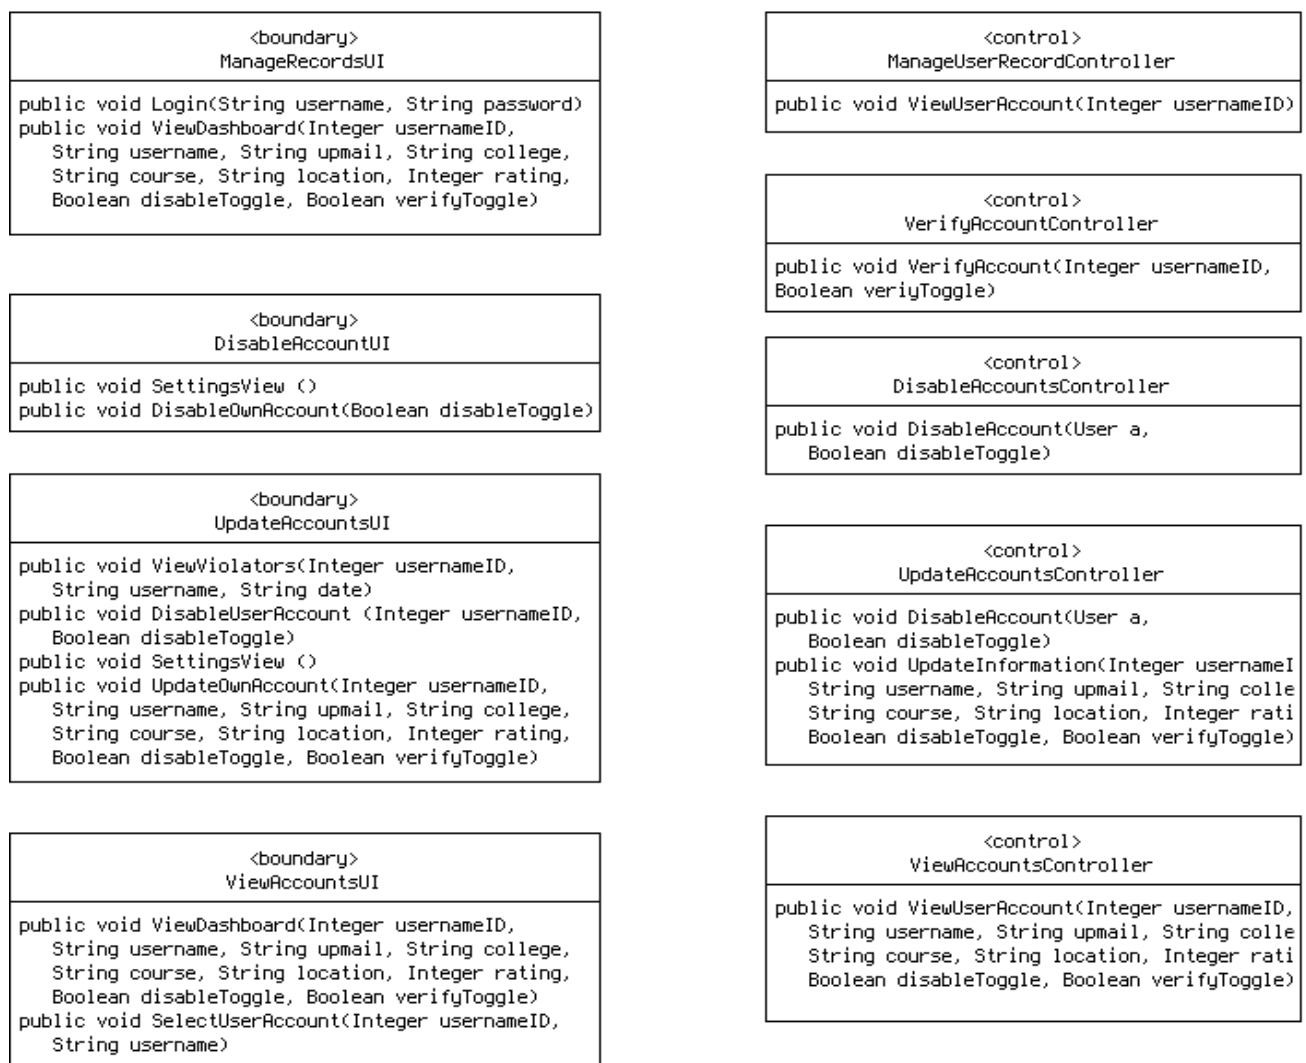 <boundary>
ManageRecordsUI
public void Login(String username, String password)
public void ViewDashboard(Integer usernameID,
String username, String upmail, String college,
String course, String location, Integer rating,
Boolean disableToggle, Boolean verifyToggle)
<boundary>
DisableAccountUI
public void SettingsView ()
public void DisableOwnAccount(Boolean disableToggle)
<boundary>
UpdateAccountsUI
public void ViewViolators(Integer usernameID,
String username, String date)
public void DisableUserAccount (Integer usernameID,
Boolean disableToggle)
public void SettingsView ()
public void UpdateOwnAccount(Integer usernameID,
String username, String upmail, String college,
String course, String location, Integer rating,
Boolean disableToggle, Boolean verifyToggle)
<boundary>
ViewAccountsUI
public void ViewDashboard(Integer usernameID,
String username, String upmail, String college,
String course, String location, Integer rating,
Boolean disableToggle, Boolean verifyToggle)
public void SelectUserAccount(Integer usernameID,
String username)
<control>
ManageUserRecordController
public void ViewUserAccount(Integer usernameID)
<control>
VerifyAccountController
public void VerifyAccount(Integer usernameID,
Boolean veriyToggle)
<control>
DisableAccountsController
public void DisableAccount(User a,
Boolean disableToggle)
<control>
UpdateAccountsController
public void DisableAccount(User a,
Boolean disableToggle)
public void UpdateInformation(Integer usernameI
String username, String upmail, String colle
String course, String location, Integer rati
Boolean disableToggle, Boolean verifyToggle)
<control>
ViewAccountsController
public void ViewUserAccount(Integer usernameID,
String username, String upmail, String colle
String course, String location, Integer rati
Boolean disableToggle, Boolean verifyToggle)